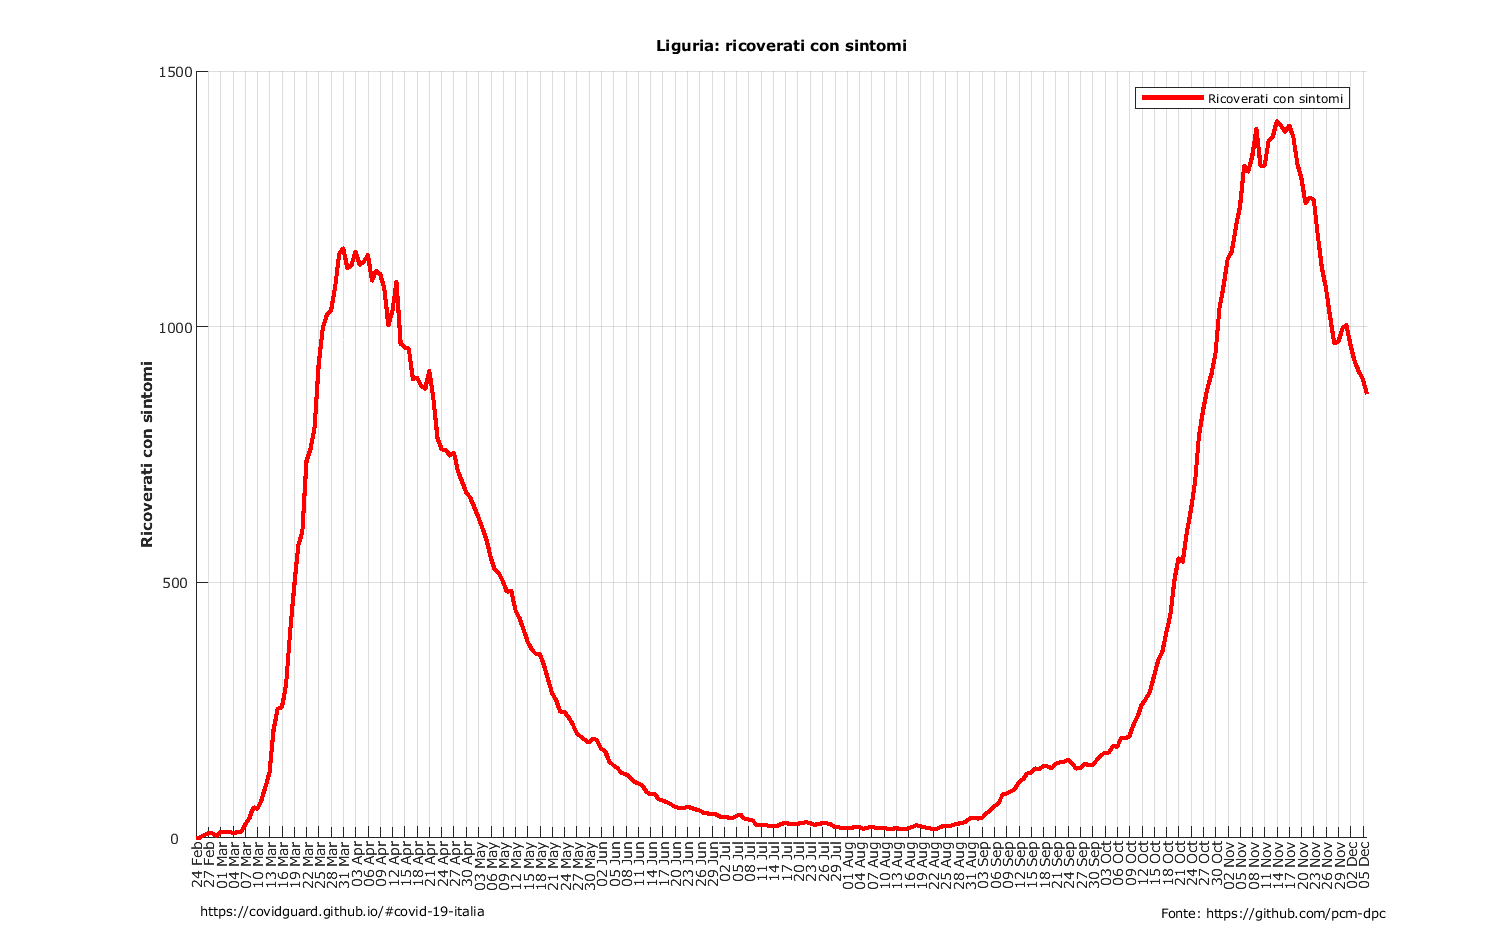 Liguria: ricoverati con sintomi
Ricoverati con sintomi
1500
1000
500
0
Ricoverati con sintomi
24 Feb
27 Feb
01 Mar
04 Mar
07 Mar
10 Mar
13 Mar
16 Mar
19 Mar
22 Mar
25 Mar
28 Mar
31 Mar
03 Apr
06 Apr
09 Apr
12 Apr
15 Apr
18 Apr
21 Apr
24 Apr
27 Apr
30 Apr
03 May
06 May
09 May
12 May
15 May
18 May
21 May
24 May
27 May
30 May
02 Jun
05 Jun
08 Jun
11 Jun
14 Jun
17 Jun
20 Jun
23 Jun
26 Jun
29 Jun
02 Jul
05 Jul
08 Jul
11 Jul
14 Jul
17 Jul
20 Jul
23 Jul
26 Jul
29 Jul
01 Aug
04 Aug
07 Aug
10 Aug
13 Aug
16 Aug
19 Aug
22 Aug
25 Aug
28 Aug
31 Aug
03 Sep
06 Sep
09 Sep
12 Sep
15 Sep
18 Sep
21 Sep
24 Sep
27 Sep
30 Sep
03 Oct
06 Oct
09 Oct
12 Oct
15 Oct
18 Oct
21 Oct
24 Oct
27 Oct
30 Oct
02 Nov
05 Nov
08 Nov
11 Nov
14 Nov
17 Nov
20 Nov
23 Nov
26 Nov
29 Nov
02 Dec
05 Dec
https://covidguard.github.io/#covid-19-italia
Fonte: https://github.com/pcm-dpc